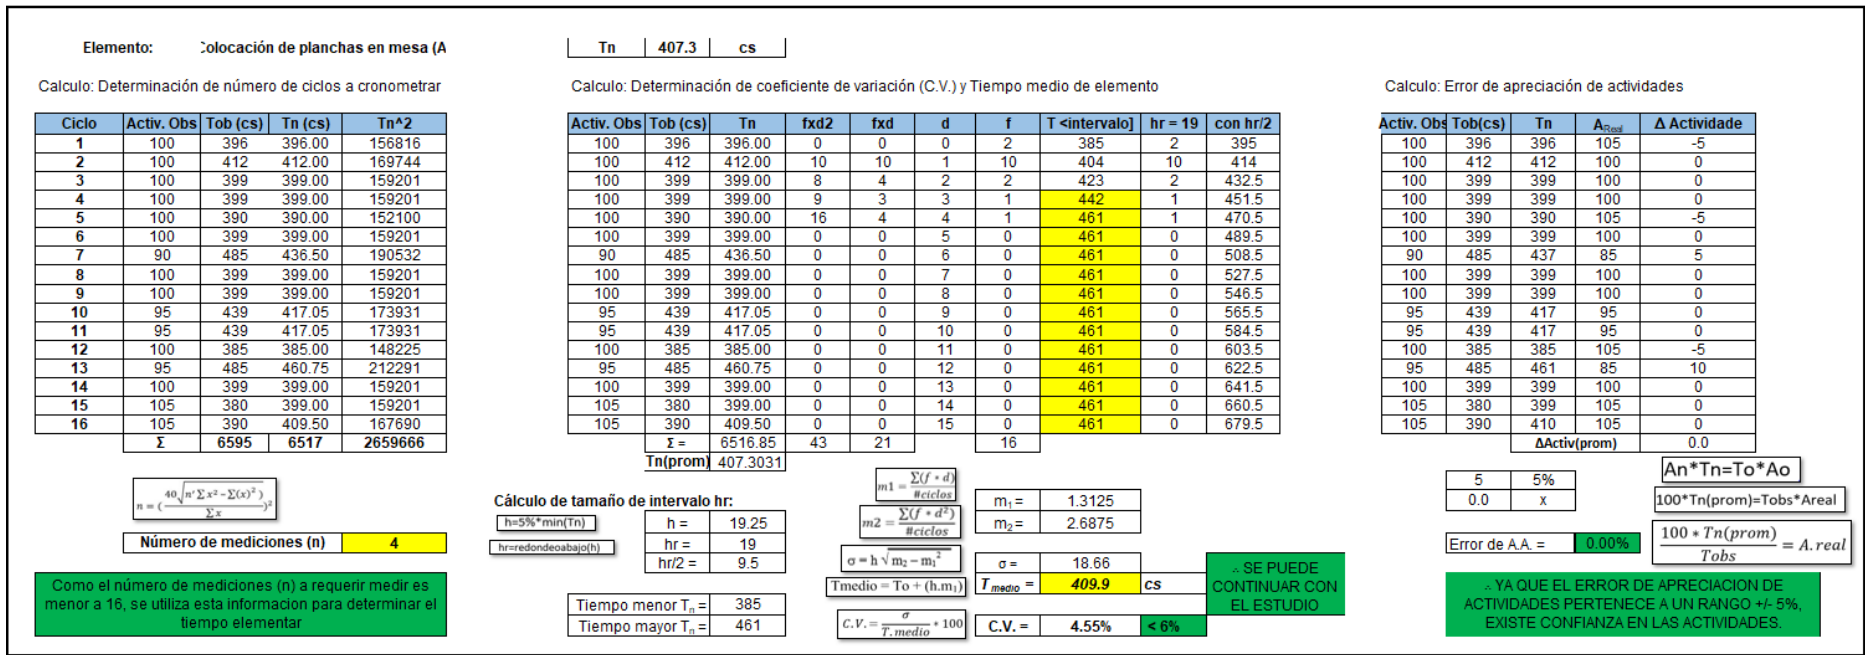 Elemento: Colocación de planchas en mesa (A
Tn 407.3 cs
Calculo: Determinación de número de ciclos a cronometrar
Ciclo Activ. Obs Tob (cs) Tn (cs) Tn^2
1 100 396 396.00 156816
2 100 412 412.00 169744
3 100 399 399.00 159201
4 100 399 399.00 159201
5 100 390 390.00 152100
6 100 399 399.00 159201
7 90 485 436.50 190532
8 100 399 399.00 159201
9 100 399 399.00 159201
10 95 439 417.05 173931
11 95 439 417.05 173931
12 100 385 385.00 148225
13 95 485 460.75 212291
14 100 399 399.00 159201
15 105 380 399.00 159201
16 105 390 409.50 167690
Σ 6595 6517 2659666
n = ( 40√n'Σx² −Σ(x)² ) / Σx )²
Número de mediciones (n) 4
Como el número de mediciones (n) a requerir medir es
menor a 16, se utiliza esta informacion para determinar el
tiempo elementar
Calculo: Determinación de coeficiente de variación (C.V.) y Tiempo medio de elemento
Activ. Obs Tob (cs) Tn fxd2 fxd d f T <intervalo] hr = 19 con hr/2
100 396 396.00 0 0 0 2 385 2 395
100 412 412.00 10 10 1 10 404 10 414
100 399 399.00 8 4 2 2 423 2 432.5
100 399 399.00 9 3 3 1 442 1 451.5
100 390 390.00 16 4 4 1 461 1 470.5
100 399 399.00 0 0 5 0 461 0 489.5
90 485 436.50 0 0 6 0 461 0 508.5
100 399 399.00 0 0 7 0 461 0 527.5
100 399 399.00 0 0 8 0 461 0 546.5
95 439 417.05 0 0 9 0 461 0 565.5
95 439 417.05 0 0 10 0 461 0 584.5
100 385 385.00 0 0 11 0 461 0 603.5
95 485 460.75 0 0 12 0 461 0 622.5
100 399 399.00 0 0 13 0 461 0 641.5
105 380 399.00 0 0 14 0 461 0 660.5
105 390 409.50 0 0 15 0 461 0 679.5
Σ = 6516.85 43 21 16
Tn(prom) 407.3031
Cálculo de tamaño de intervalo hr:
h=5%*min(Tn) h = 19.25
hr=redondeoabajo(h) hr = 19
hr/2 = 9.5
Tiempo menor Tn = 385
Tiempo mayor Tn = 461
m1 = Σ(f * d) / #ciclos
m2 = Σ(f * d²) / #ciclos
σ = h √m₂ − m₁²
Tmedio = To + (h.m₁)
C.V. = σ / T.medio * 100
m₁ = 1.3125
m₂ = 2.6875
σ = 18.66
Tmedio = 409.9 cs
C.V. = 4.55% < 6%
∴ SE PUEDE
CONTINUAR CON
EL ESTUDIO
Calculo: Error de apreciación de actividades
Activ. Obs Tob(cs) Tn AReal Δ Actividade
100 396 396 105 -5
100 412 412 100 0
100 399 399 100 0
100 399 399 100 0
100 390 390 105 -5
100 399 399 100 0
90 485 437 85 5
100 399 399 100 0
100 399 399 100 0
95 439 417 95 0
95 439 417 95 0
100 385 385 105 -5
95 485 461 85 10
100 399 399 100 0
105 380 399 105 0
105 390 410 105 0
ΔActiv(prom) 0.0
5 5%
0.0 x
Error de A.A. = 0.00%
An*Tn=To*Ao
100*Tn(prom)=Tobs*Areal
100 * Tn(prom) / Tobs = A.real
∴ YA QUE EL ERROR DE APRECIACION DE
ACTIVIDADES PERTENECE A UN RANGO +/- 5%,
EXISTE CONFIANZA EN LAS ACTIVIDADES.